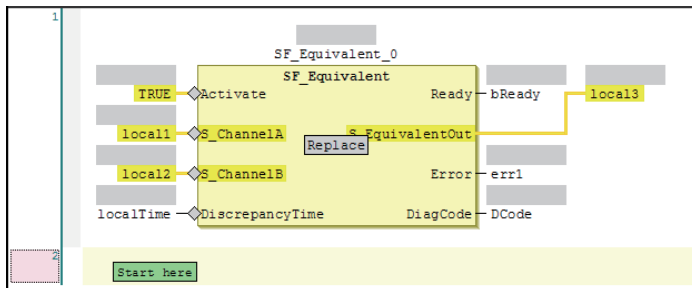 1
SF_Equivalent_0
SF_Equivalent
TRUE Activate Ready bReady local3
local1 S_ChannelA S_EquivalentOut
Replace
local2 S_ChannelB Error err1
localTime DiscrepancyTime DiagCode DCode
2
Start here